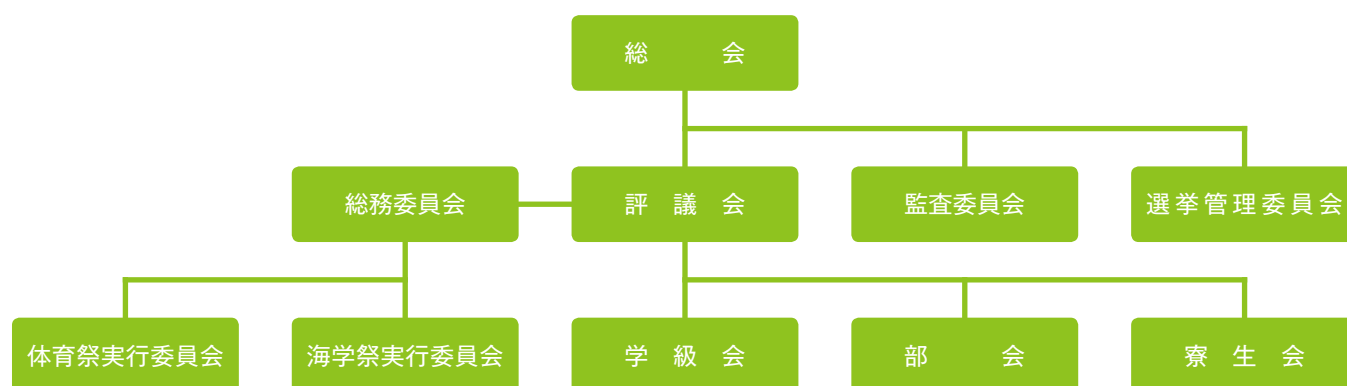 総　　　会
総務委員会
評　議　会
監査委員会
選挙管理委員会
体育祭実行委員会
海学祭実行委員会
学　級　会
部　　　会
寮　生　会